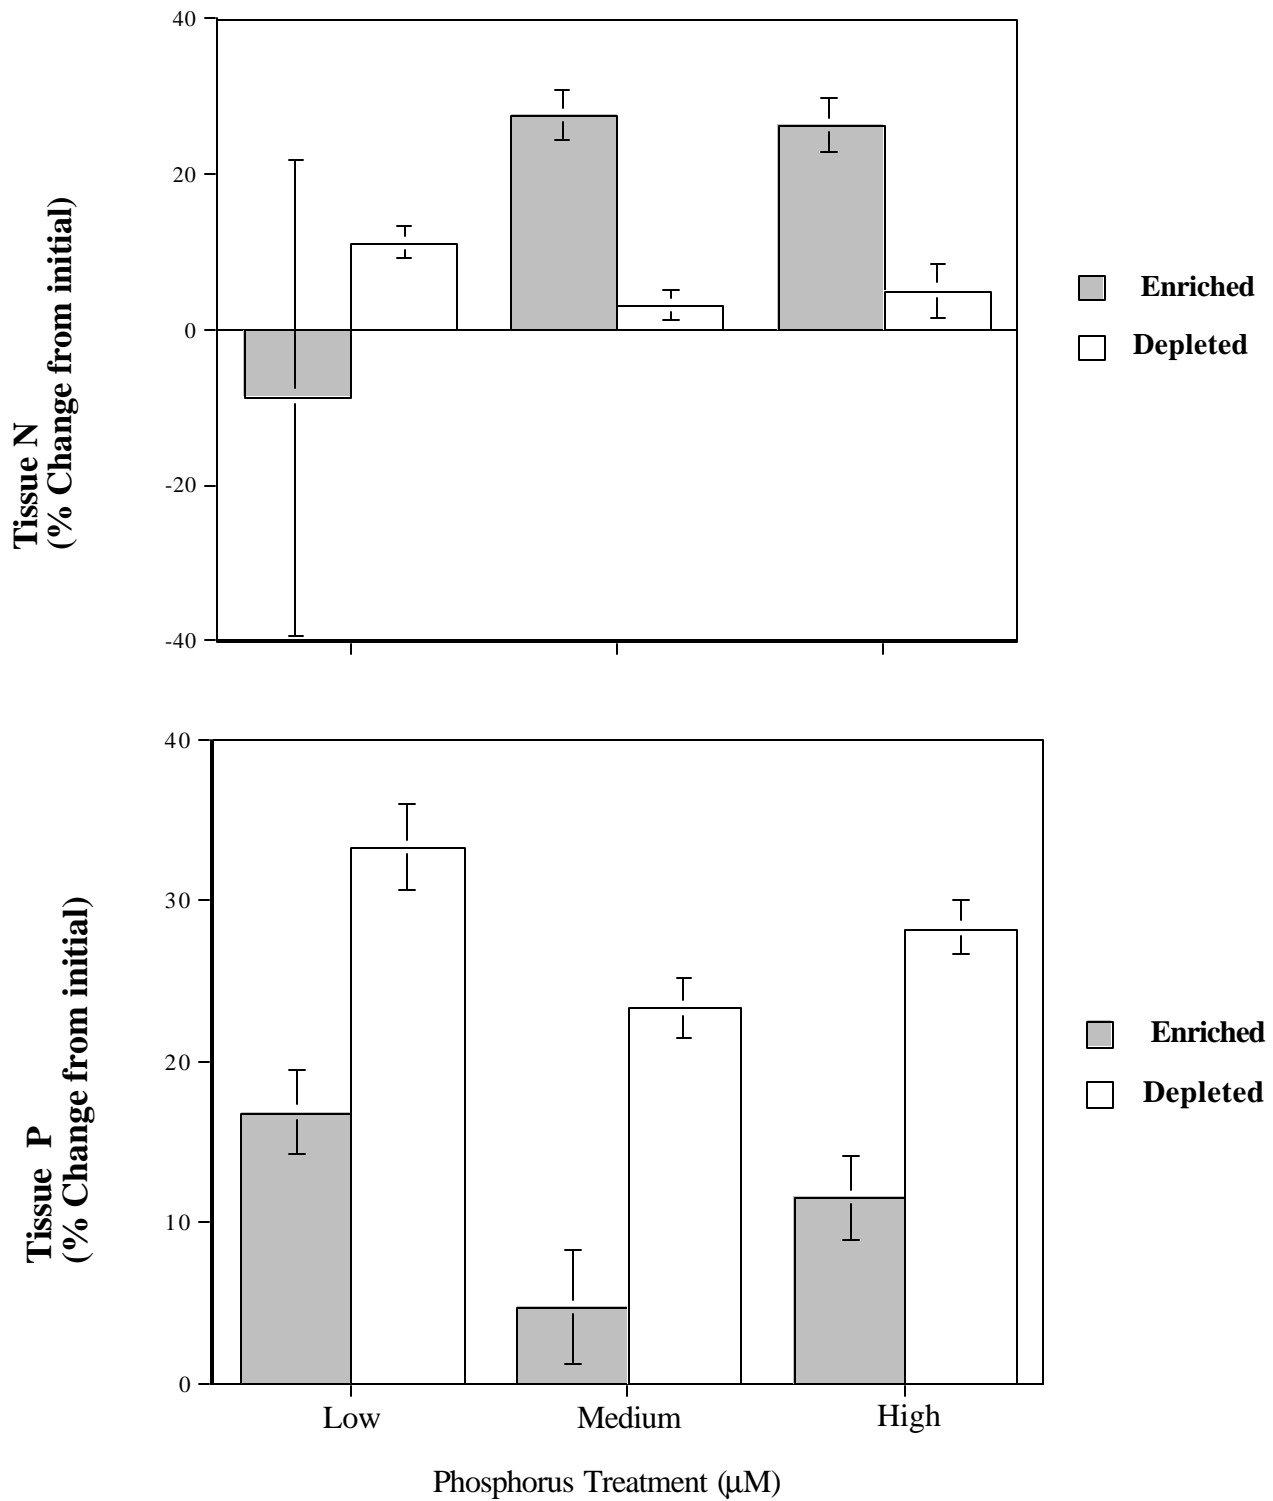 40
20
0
-20
-40
Tissue N
(% Change from initial)
Enriched
Depleted
40
30
20
10
0
Tissue P
(% Change from initial)
Enriched
Depleted
Low Medium High
Phosphorus Treatment (μM)